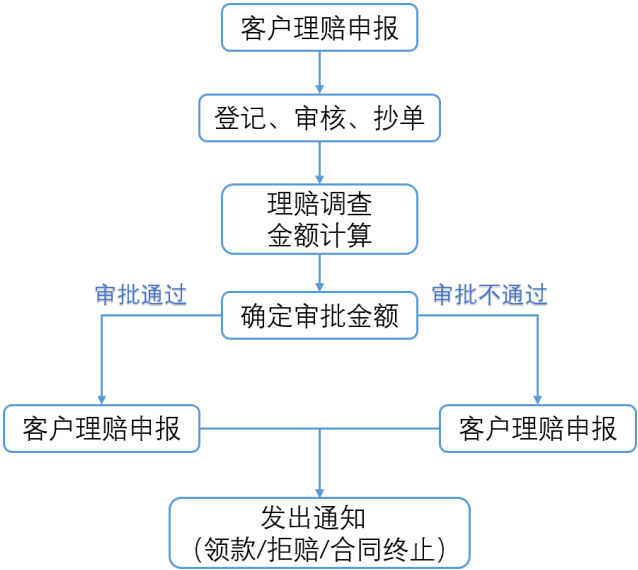 客户理赔申报
登记、审核、抄单
理赔调查
金额计算
审批通过
审批不通过
确定审批金额
客户理赔申报
客户理赔申报
发出通知
（领款/拒赔/合同终止）